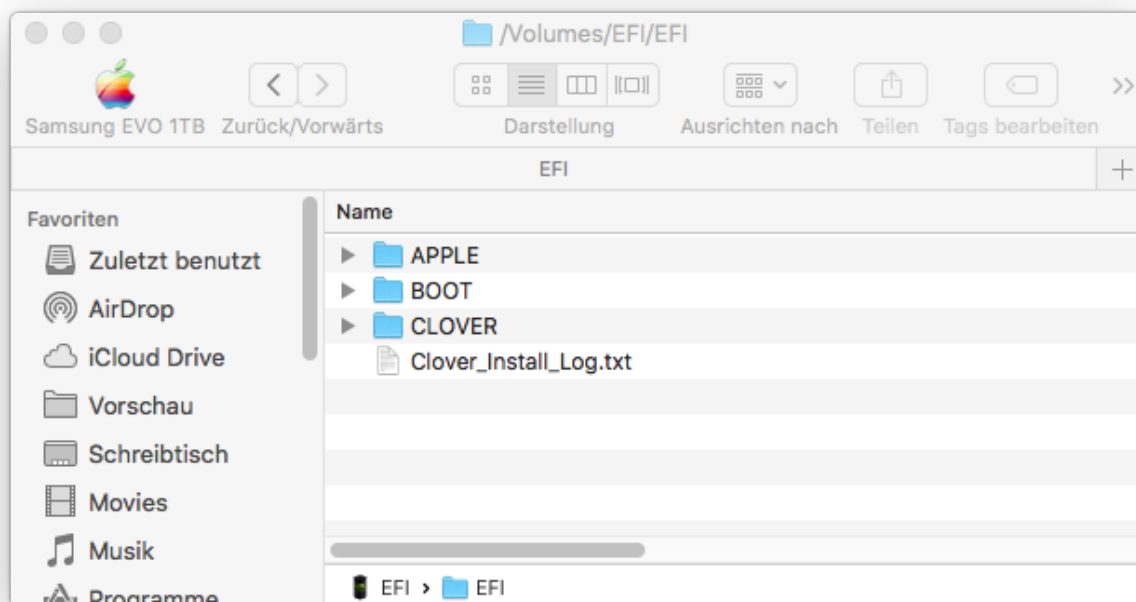 /Volumes/EFI/EFI
Samsung EVO 1TB Zurück/Vorwärts Darstellung Ausrichten nach Teilen Tags bearbeiten
EFI
Favoriten
Zuletzt benutzt
AirDrop
iCloud Drive
Vorschau
Schreibtisch
Movies
Musik
Programme
Name
APPLE
BOOT
CLOVER
Clover_Install_Log.txt
EFI › EFI